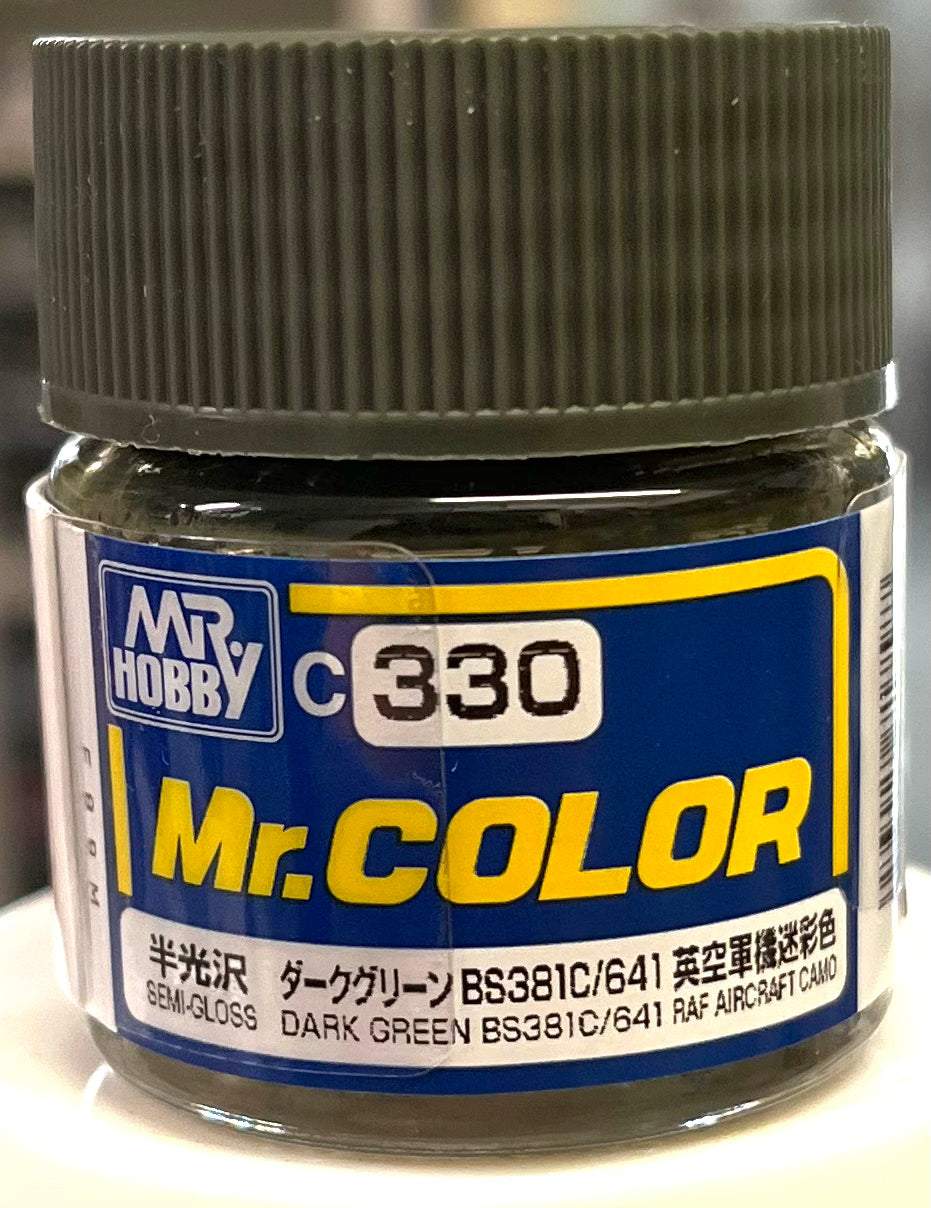 MR.
HOBBY
C 330
Mr.COLOR
半光沢
SEMI-GLOSS
ダークグリーン BS381C/641 英空軍機迷彩色
DARK GREEN BS381C/641 RAF AIRCRAFT CAMO